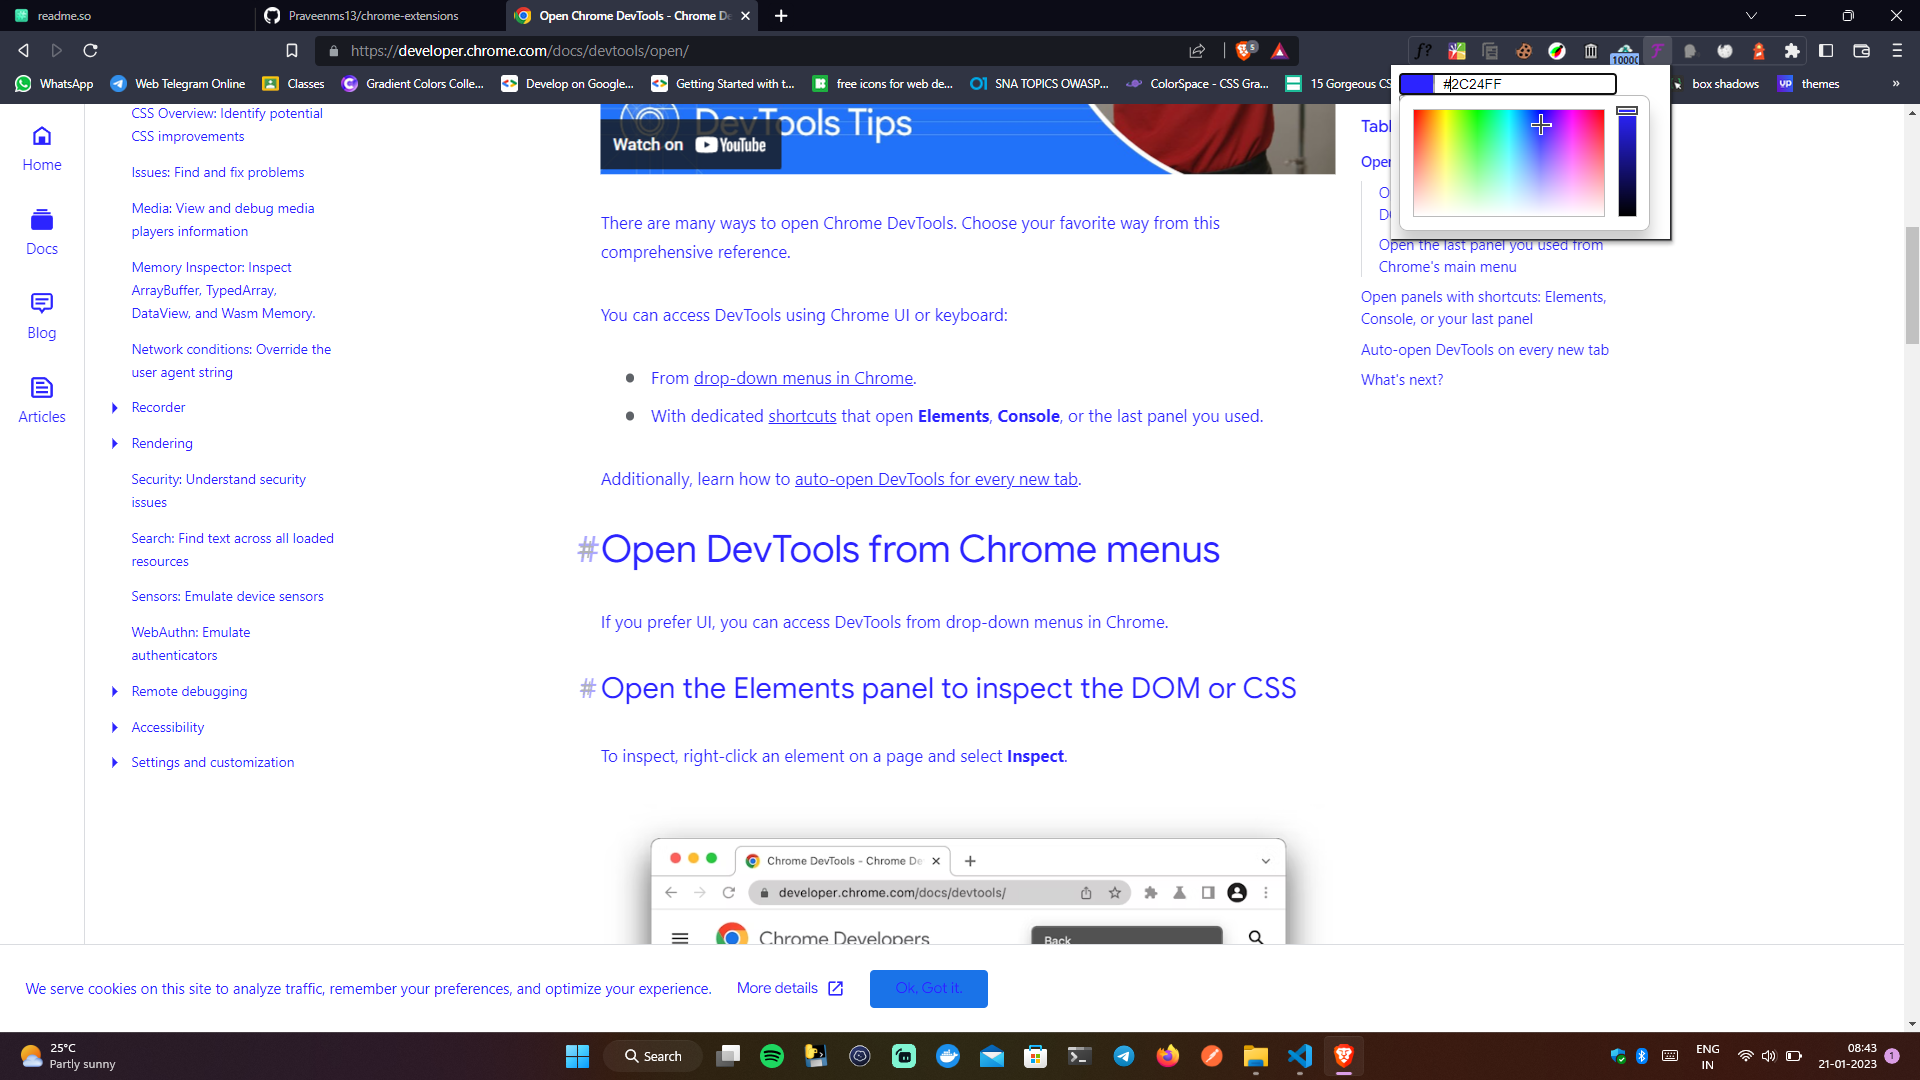 readme.so
Praveenms13/chrome-extensions
Open Chrome DevTools - Chrome De
https://developer.chrome.com/docs/devtools/open/
5
f?
10000
WhatsApp
Web Telegram Online
Classes
Gradient Colors Colle...
Develop on Google...
Getting Started with t...
free icons for web de...
SNA TOPICS OWASP...
ColorSpace - CSS Gra...
15 Gorgeous CS
box shadows
themes
»
#2C24FF
Home
Docs
Blog
Articles
CSS Overview: Identify potential
CSS improvements
Issues: Find and fix problems
Media: View and debug media
players information
Memory Inspector: Inspect
ArrayBuffer, TypedArray,
DataView, and Wasm Memory.
Network conditions: Override the
user agent string
Recorder
Rendering
Security: Understand security
issues
Search: Find text across all loaded
resources
Sensors: Emulate device sensors
WebAuthn: Emulate
authenticators
Remote debugging
Accessibility
Settings and customization
DevTools Tips
Watch on YouTube
There are many ways to open Chrome DevTools. Choose your favorite way from this
comprehensive reference.
You can access DevTools using Chrome UI or keyboard:
From drop-down menus in Chrome.
With dedicated shortcuts that open Elements, Console, or the last panel you used.
Additionally, learn how to auto-open DevTools for every new tab.
#Open DevTools from Chrome menus
If you prefer UI, you can access DevTools from drop-down menus in Chrome.
#Open the Elements panel to inspect the DOM or CSS
To inspect, right-click an element on a page and select Inspect.
Chrome DevTools - Chrome De
developer.chrome.com/docs/devtools/
Chrome Developers
Back
Tabl
Open
O
D
Open the last panel you used from
Chrome's main menu
Open panels with shortcuts: Elements,
Console, or your last panel
Auto-open DevTools on every new tab
What's next?
We serve cookies on this site to analyze traffic, remember your preferences, and optimize your experience.
More details
Ok, Got it.
25°C
Partly sunny
Search
ENG
IN
08:43
21-01-2023
1